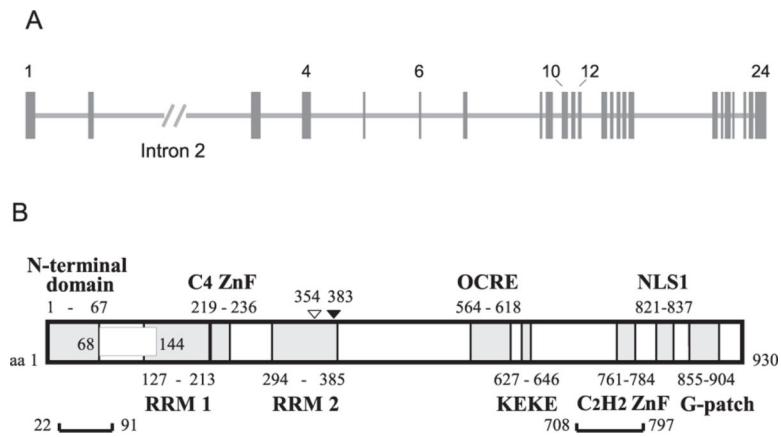 A
1 4 6 10 12 24
Intron 2
B
N-terminal domain
C4 ZnF
OCRE
NLS1
1 - 67
219 - 236
354 383
564 - 618
821-837
aa 1
68
144
930
127 - 213
294 - 385
627 - 646
761-784
855-904
RRM 1
RRM 2
KEKE
C2H2 ZnF
G-patch
22 91
708 797